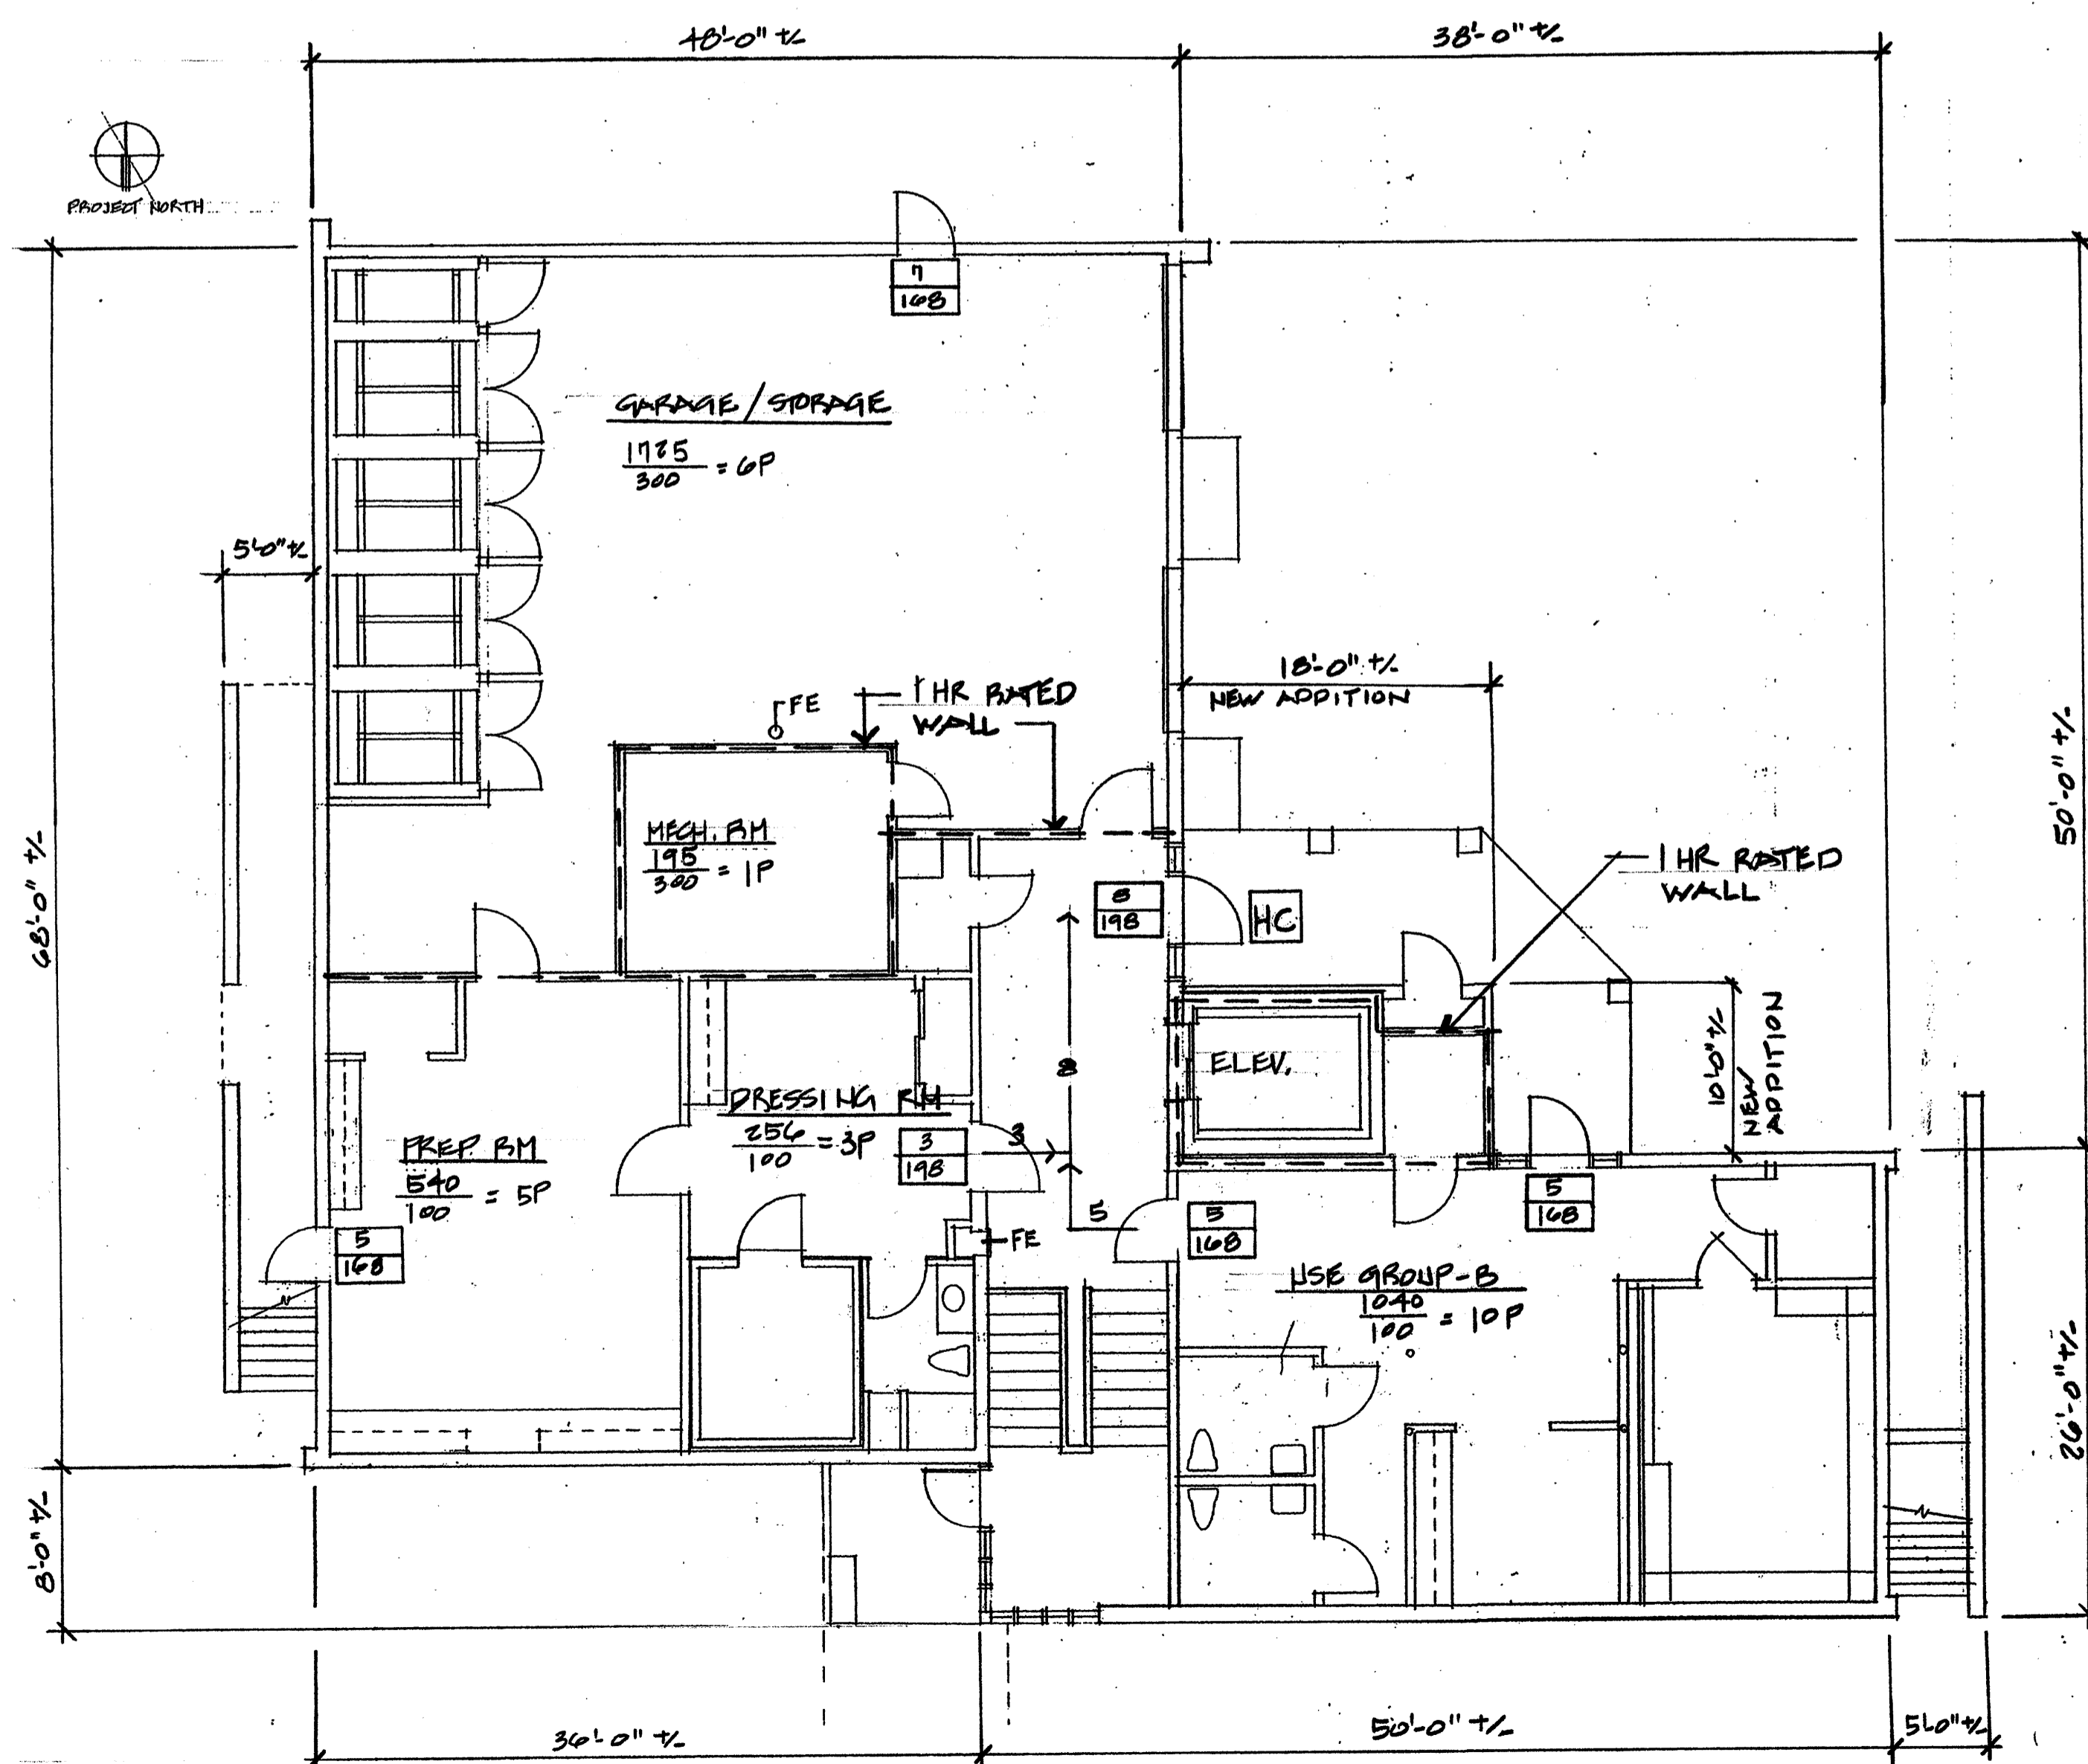 48'-0" +/-
38'-0" +/-
PROJECT NORTH
7
168
GARAGE / STORAGE
1725
300 = 6P
5'-0" +/-
FE
1 HR RATED
WALL
18'-0" +/-
NEW ADDITION
50'-0" +/-
68'-0" +/-
MECH. RM
195
300 = 1P
1 HR RATED
WALL
8
198
HC
10'-0" +/-
NEW
ADDITION
ELEV.
8
DRESSING RM
256
100 = 3P
3
198
3
PREP. RM
540
100 = 5P
5
168
5
168
5
5
168
FE
USE GROUP-B
1040
100 = 10P
26'-0" +/-
8'-0" +/-
36'-0" +/-
50'-0" +/-
5'-0" +/-